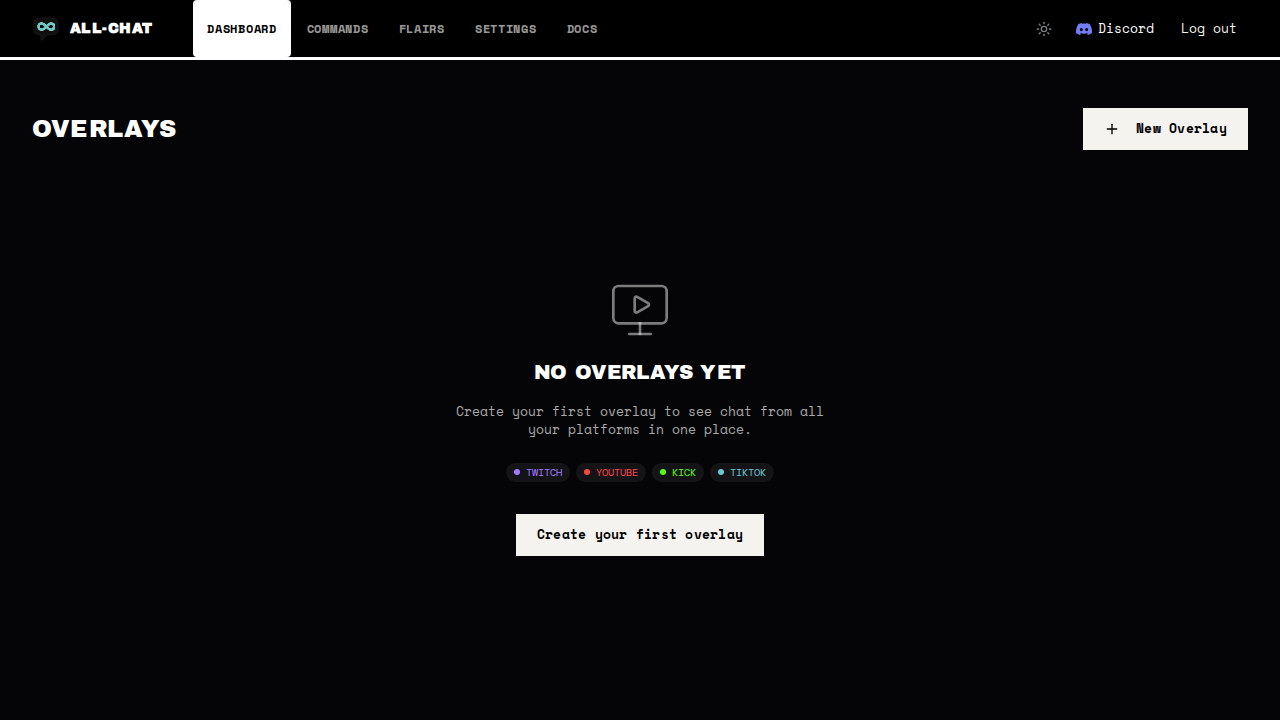 ALL-CHAT
DASHBOARD
COMMANDS
FLAIRS
SETTINGS
DOCS
Discord
Log out
OVERLAYS
New Overlay
NO OVERLAYS YET
Create your first overlay to see chat from all
your platforms in one place.
TWITCH
YOUTUBE
KICK
TIKTOK
Create your first overlay